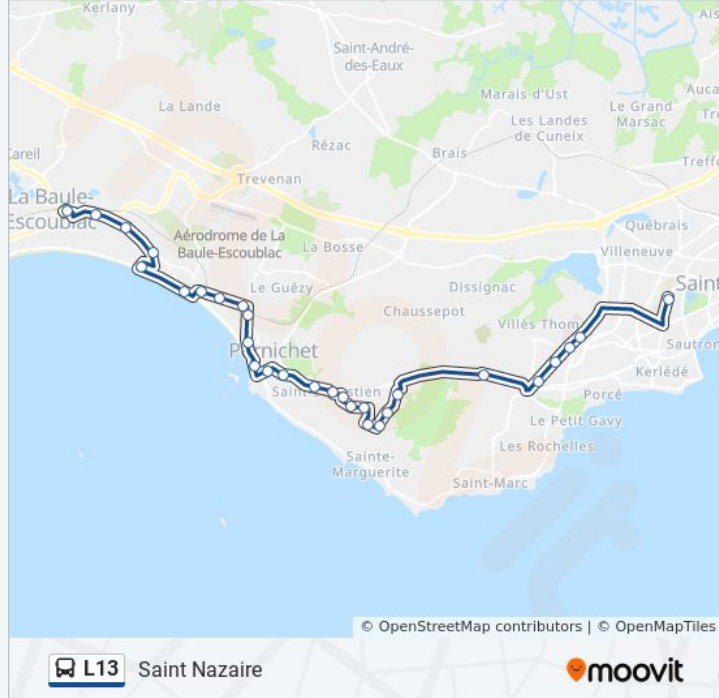 Kerlany
Saint-André-
des-Eaux
Marais d'Ust
La Lande
Le Grand
Marsac
Les Landes
de Cuneix
Rézac
Brais
Careil
Trevenan
La Baule-
Escoublac
Québrais
Aérodrome de La
Baule-Escoublac
La Bosse
Villeneuve
Le Guézy
Dissignac
Saint
Chaussepot
Villès Thom
Sautron
Pornichet
Kerlédé
Saint-Sébastien
Porcé
Le Petit Gavy
Sainte-
Marguerite
Les Rochelles
Saint-Marc
© OpenStreetMap contributors | © OpenMapTiles
L13 Saint Nazaire
moovit